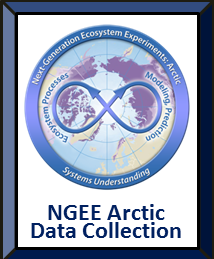 Next-Generation Ecosystem Experiments: Arctic
Ecosystem Processes
Modeling, Prediction
Systems Understanding
NGEE Arctic
Data Collection